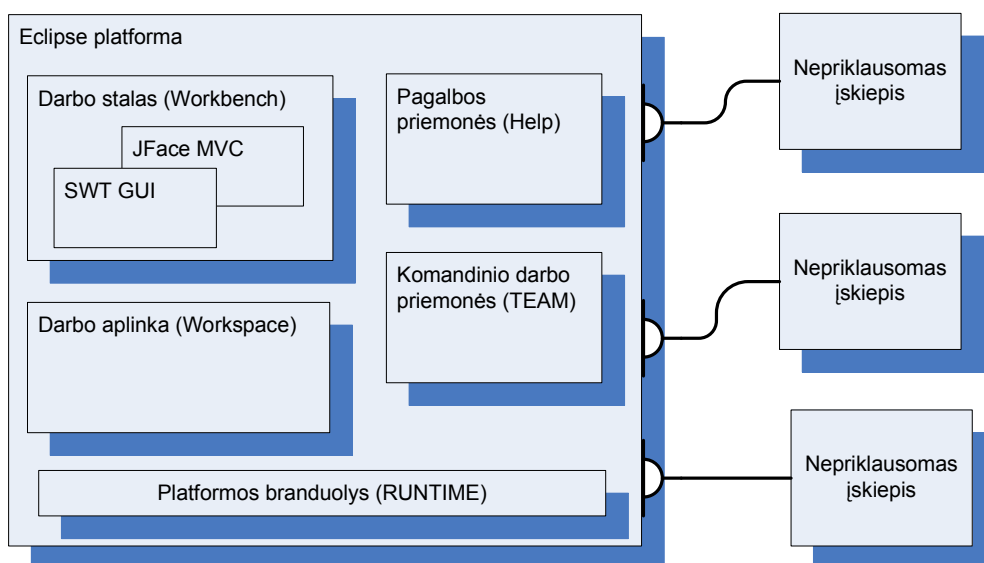 Eclipse platforma
Darbo stalas (Workbench)
JFace MVC
SWT GUI
Pagalbos
priemonės (Help)
Darbo aplinka (Workspace)
Komandinio darbo
priemonės (TEAM)
Platformos branduolys (RUNTIME)
Nepriklausomas
įskiepis
Nepriklausomas
įskiepis
Nepriklausomas
įskiepis